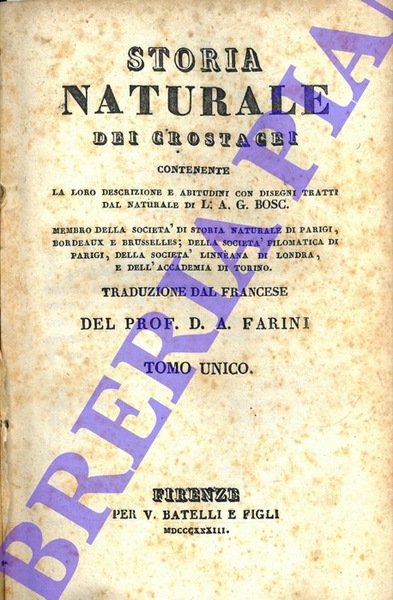 STORIA
NATURALE
DEI CROSTACEI
CONTENENTE
LA LORO DESCRIZIONE E ABITUDINI CON DISEGNI TRATTI
DAL NATURALE DI L. A. G. BOSC.
MEMBRO DELLA SOCIETA' DI STORIA NATURALE DI PARIGI,
BORDEAUX E BRUSSELLES; DELLA SOCIETA' FILOMATICA DI
PARIGI, DELLA SOCIETA' LINNEANA DI LONDRA,
E DELL'ACCADEMIA DI TORINO.
TRADUZIONE DAL FRANCESE
DEL PROF. D. A. FARINI
TOMO UNICO.
FIRENZE
PER V. BATELLI E FIGLI
MDCCCXXXIII.
BRERIA PIA